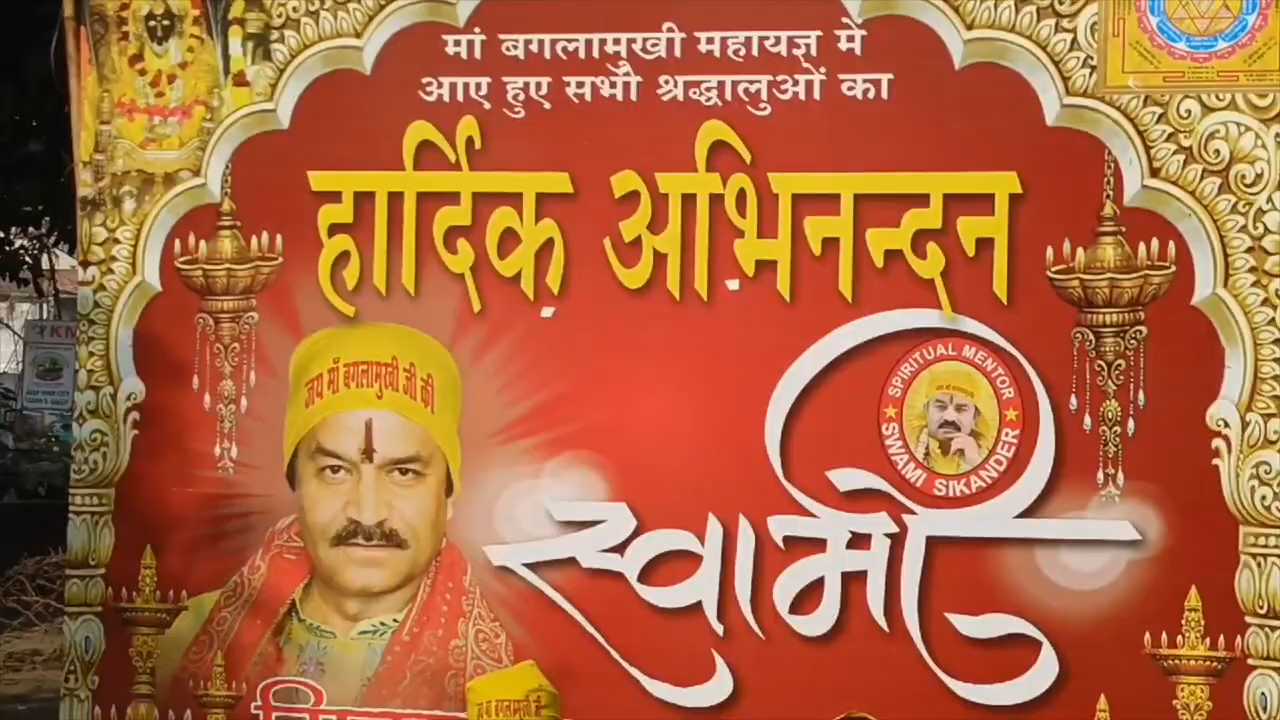 मां बगलामुखी महायज्ञ में
आए हुए सभी श्रद्धालुओं का
हार्दिक अभिनन्दन
SPIRITUAL MENTOR
SWAMI SIKANDER
जय माँ बगलामुखी जी की
स्वामी